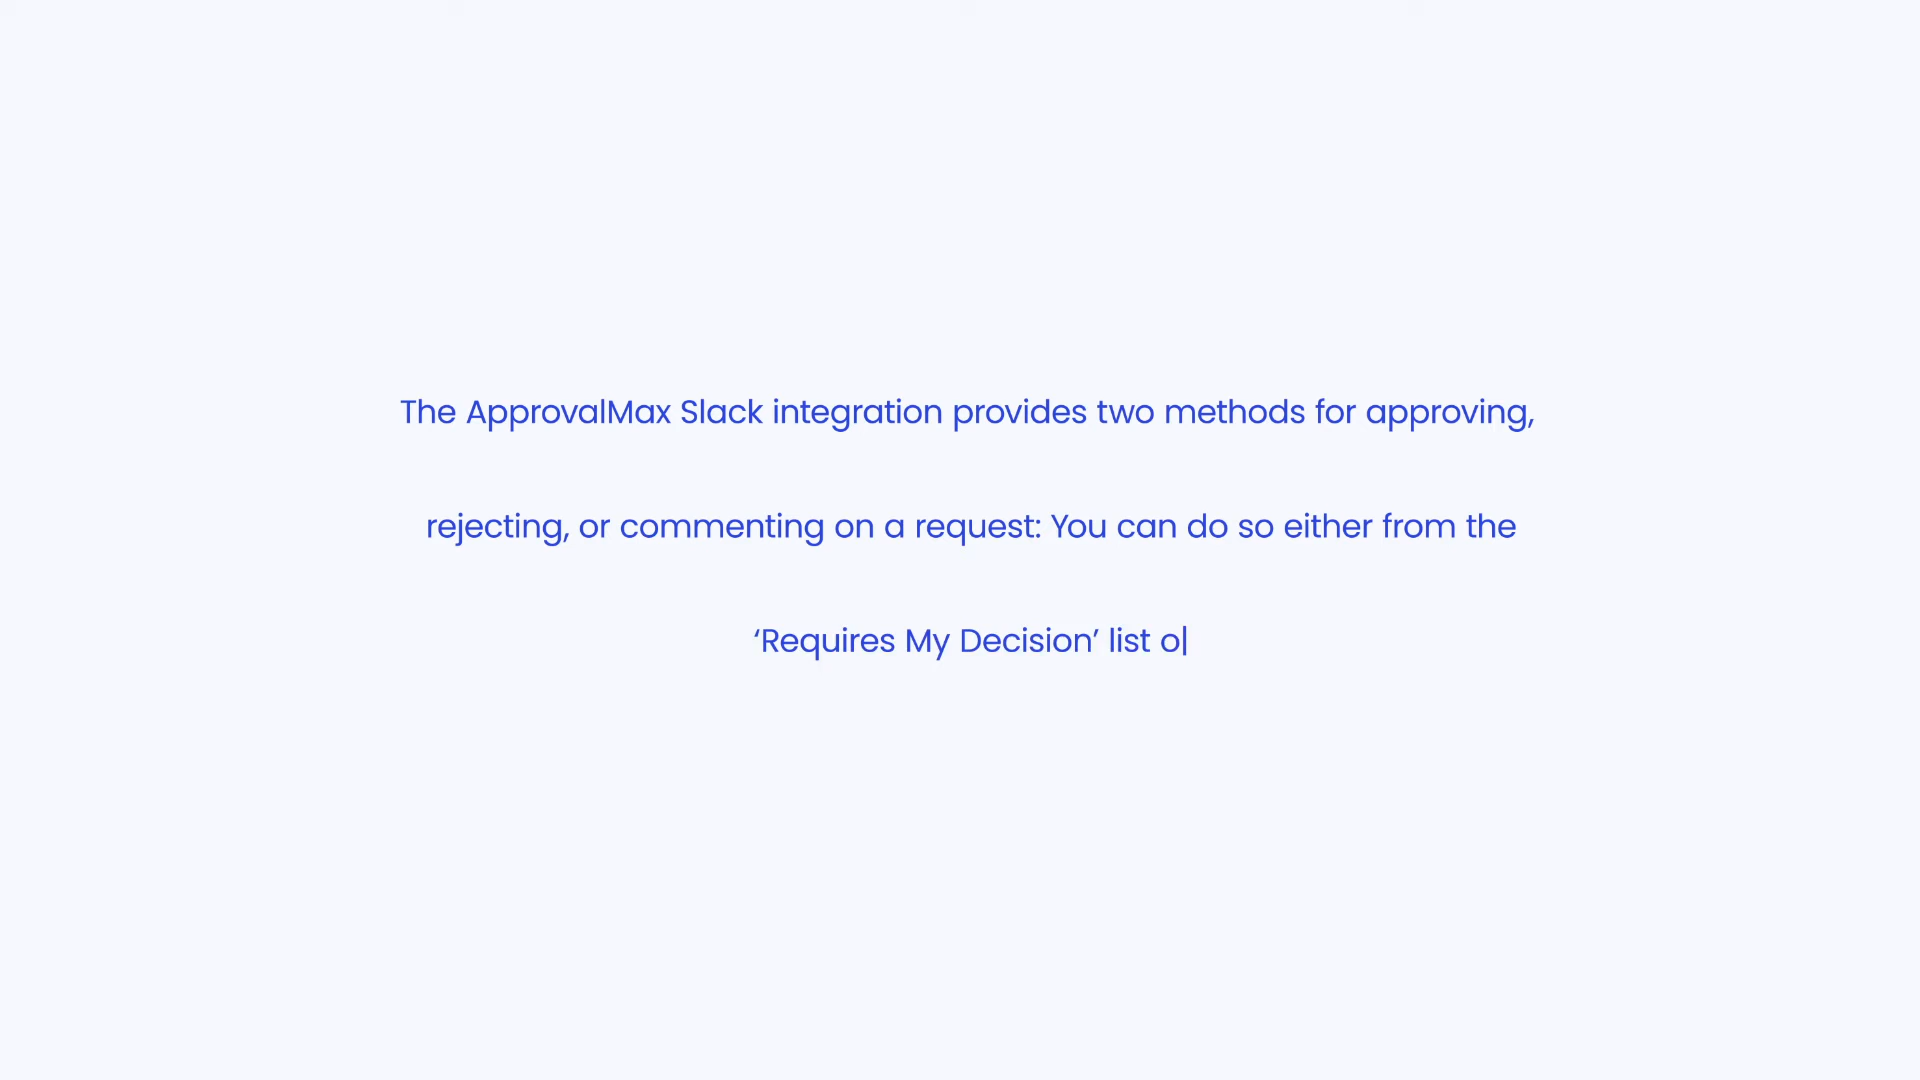 The ApprovalMax Slack integration provides two methods for approving,
rejecting, or commenting on a request: You can do so either from the
‘Requires My Decision’ list o|